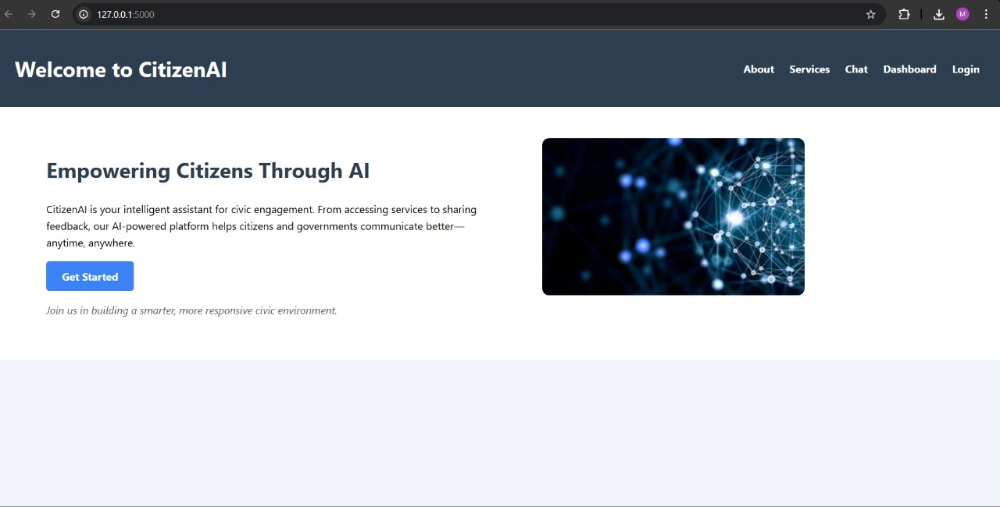 127.0.0.1:5000
M
Welcome to CitizenAI
About Services Chat Dashboard Login
Empowering Citizens Through AI
CitizenAI is your intelligent assistant for civic engagement. From accessing services to sharing
feedback, our AI-powered platform helps citizens and governments communicate better—
anytime, anywhere.
Get Started
Join us in building a smarter, more responsive civic environment.